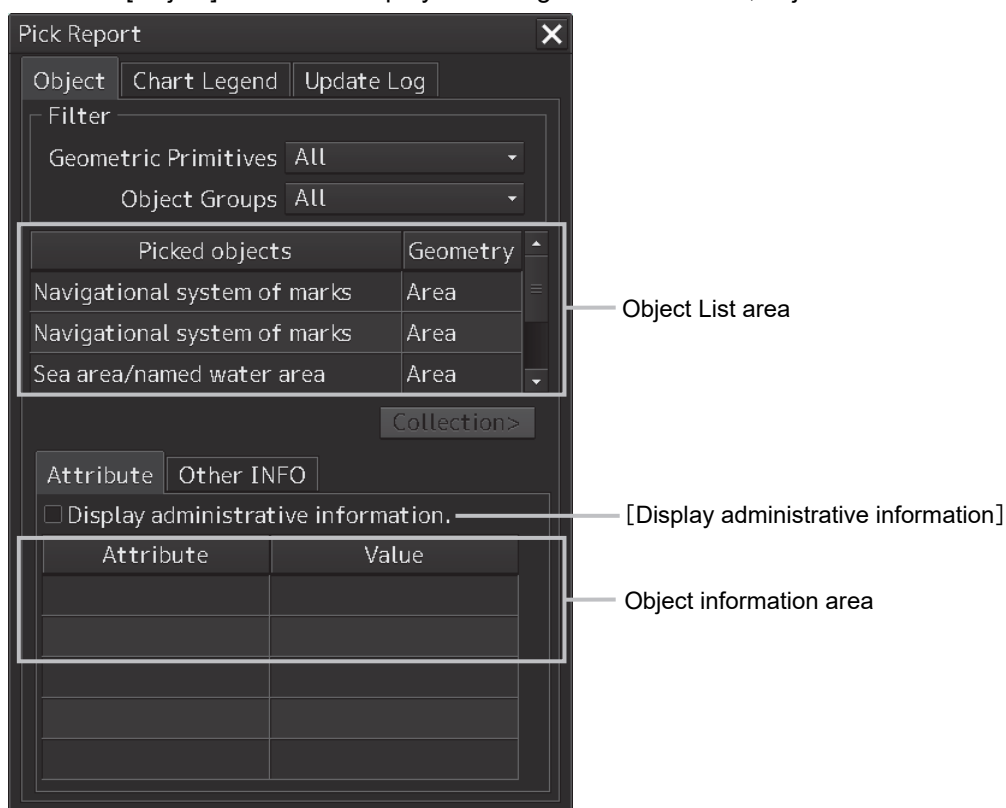 Pick Report
Object Chart Legend Update Log
Filter
Geometric Primitives All
Object Groups All
Picked objects Geometry
Navigational system of marks Area
Navigational system of marks Area
Sea area/named water area Area
Object List area
Collection>
Attribute Other INFO
Display administrative information.
[Display administrative information]
Attribute Value
Object information area